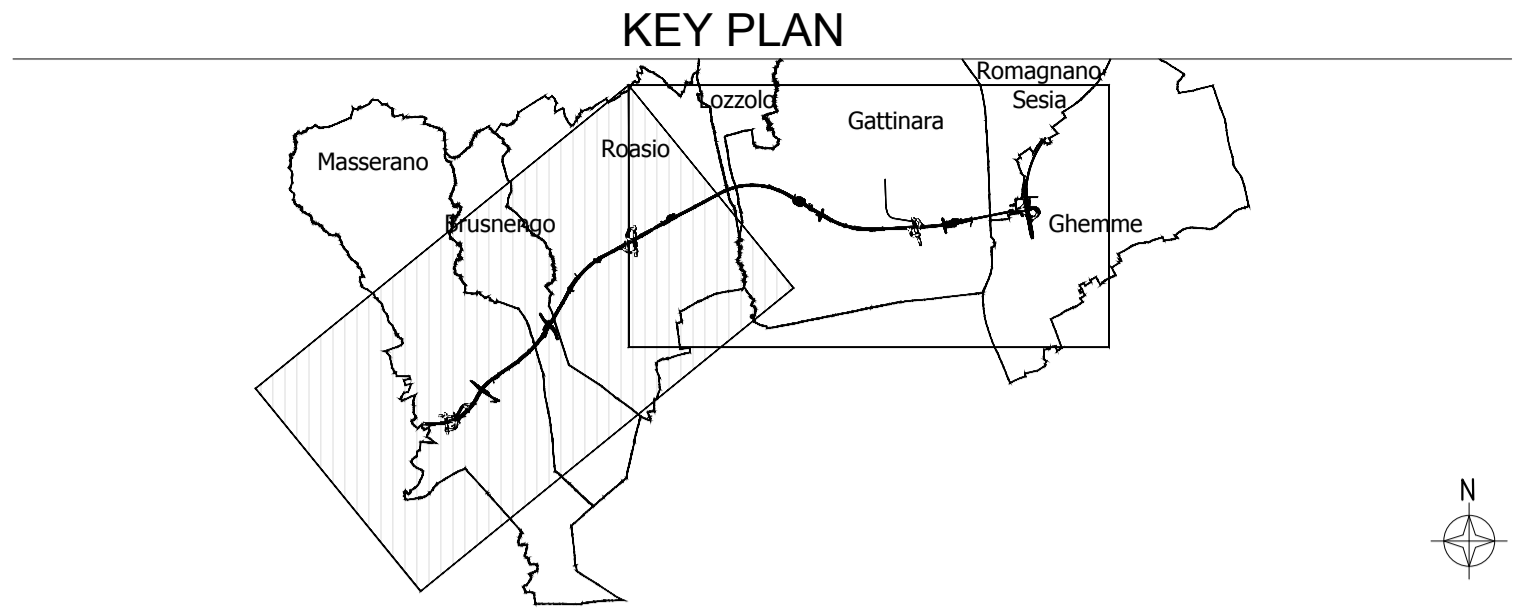 KEY PLAN
Romagnano
Sesia
Lozzolo
Gattinara
Roasio
Masserano
Brusnengo
Ghemme
N